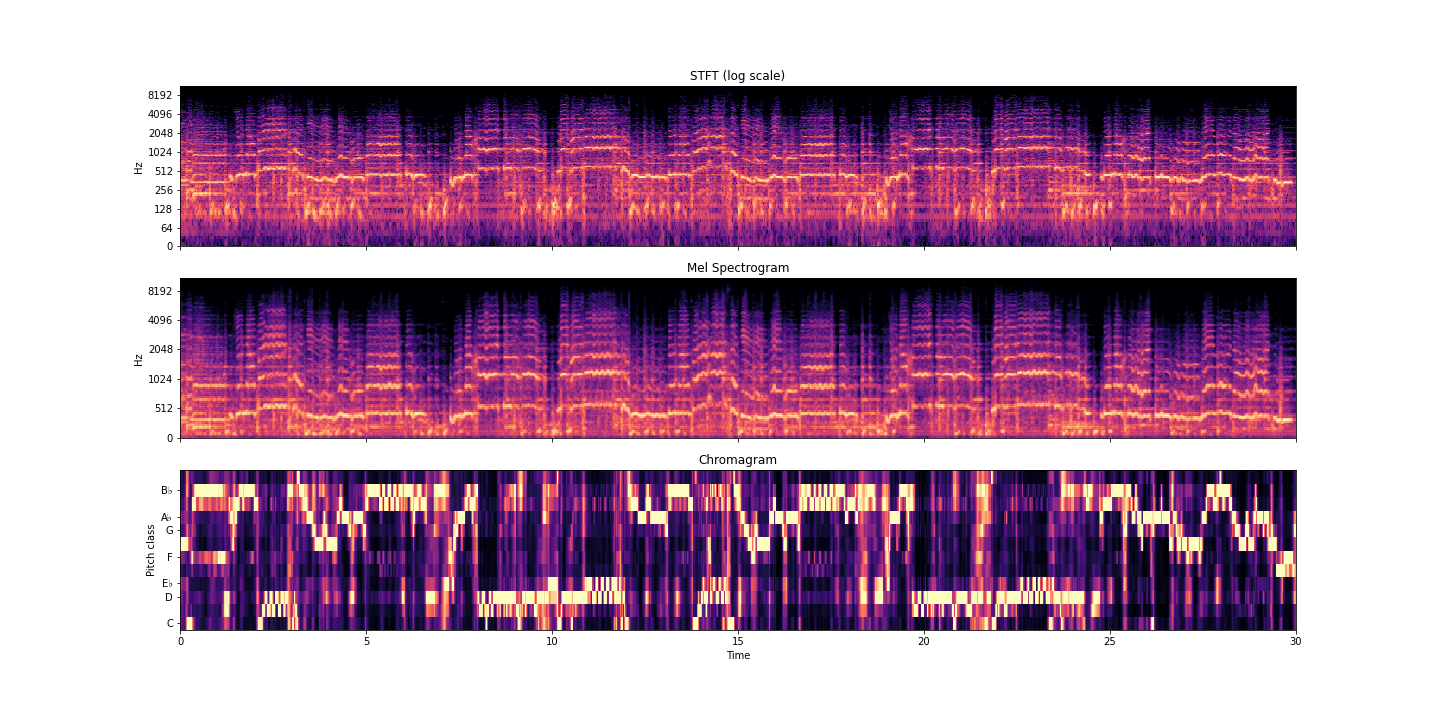 STFT (log scale)
8192
4096
2048
1024
512
256
128
64
0
Hz
Mel Spectrogram
8192
4096
2048
1024
512
0
Hz
Chromagram
B♭
A♭
G
F
E♭
D
C
Pitch class
0 5 10 15 20 25 30
Time